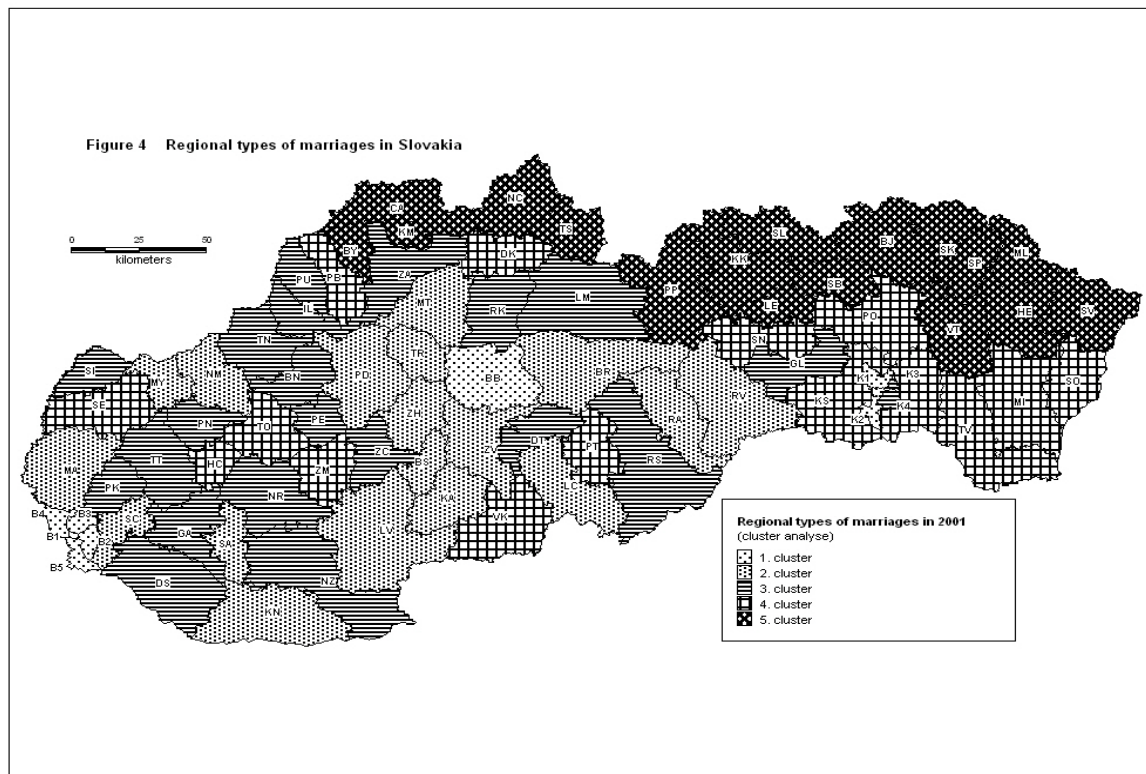 Figure 4 Regional types of marriages in Slovakia
0 25 50
kilometers
CA
NC
KM
TS
BY
DK
SL
BJ
SK
SP
ML
KK
PU
PB
ZA
PP
LE
SB
HE
SV
IL
MT
RK
LM
PO
VT
TN
SN
TR
GL
SI
MY
NM
BN
PD
BB
BR
RV
K1
K3
SO
SE
ZH
RA
KS
K2
K4
MI
PN
TO
PE
DT
PT
TV
TT
HC
ZM
ZC
BS
ZV
RS
MA
PK
NR
KA
LC
B4
B3
SC
GA
LV
VK
B1
B2
SA
B5
DS
NZ
KN
Regional types of marriages in 2001
(cluster analyse)
1. cluster
2. cluster
3. cluster
4. cluster
5. cluster